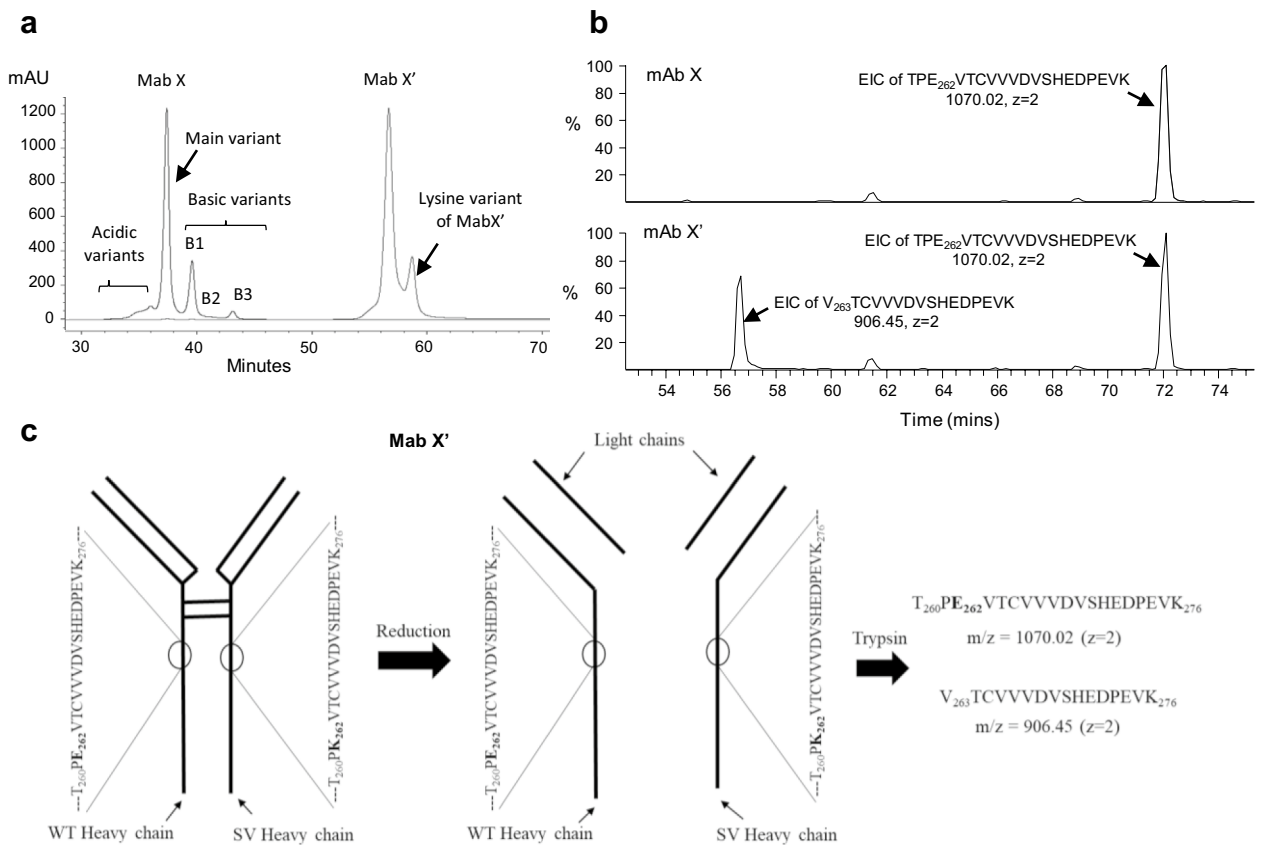 a
mAU
Mab X
Mab X’
1200
1000
800
600
400
200
0
Main variant
Basic variants
Acidic
variants
B1
B2
B3
Lysine variant
of MabX’
30
40
50
60
70
Minutes
b
mAb X
EIC of TPE262VTCVVVDVSHEDPEVK
1070.02, z=2
100
80
60
40
20
%
mAb X’
EIC of TPE262VTCVVVDVSHEDPEVK
1070.02, z=2
EIC of V263TCVVVDVSHEDPEVK
906.45, z=2
100
80
60
40
20
%
54
56
58
60
62
64
66
68
70
72
74
Time (mins)
c
Mab X’
Light chains
---T260PE262VTCVVVDVSHEDPEVK276---
---T260PK262VTCVVVDVSHEDPEVK276---
WT Heavy chain
SV Heavy chain
Reduction
---T260PE262VTCVVVDVSHEDPEVK276---
---T260PK262VTCVVVDVSHEDPEVK276---
WT Heavy chain
SV Heavy chain
Trypsin
T260PE262VTCVVVDVSHEDPEVK276
m/z = 1070.02 (z=2)
V263TCVVVDVSHEDPEVK276
m/z = 906.45 (z=2)